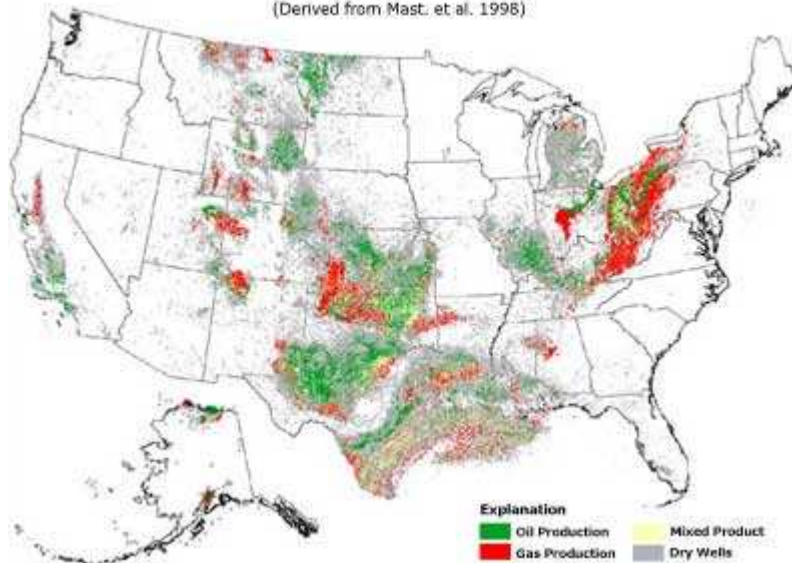 (Derived from Mast. et al. 1998)
Explanation
Oil Production
Mixed Product
Gas Production
Dry Wells